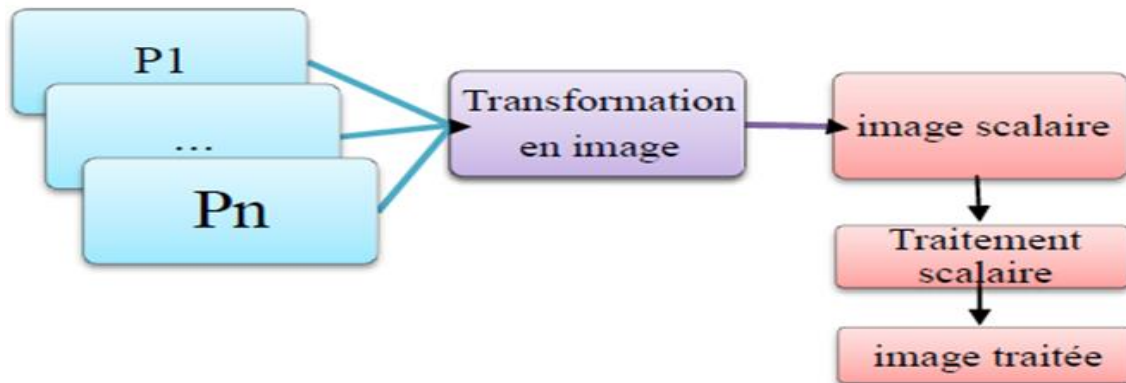 P1
...
Pn
Transformation
en image
image scalaire
Traitement
scalaire
image traitée